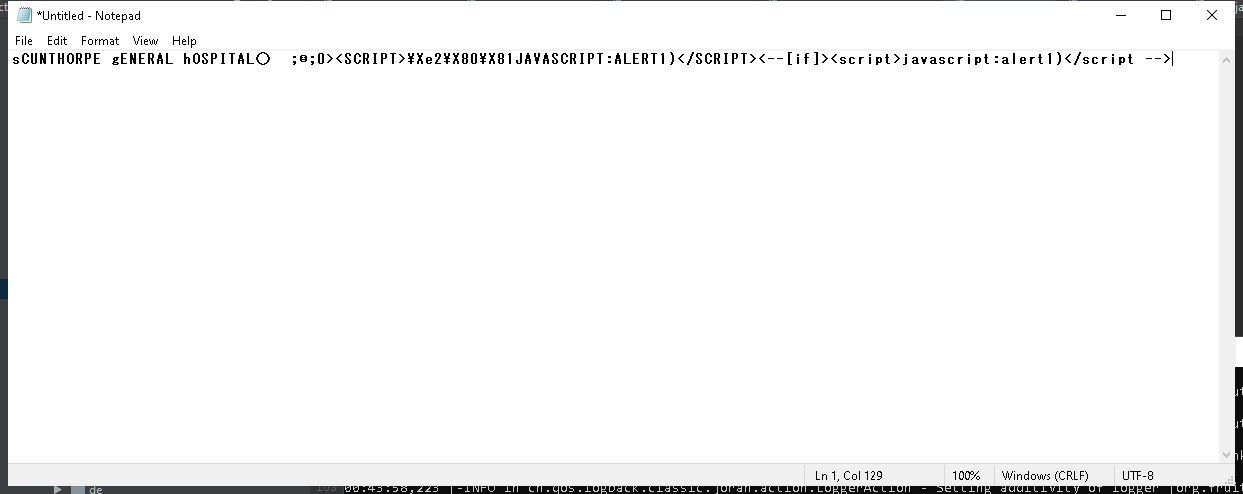 *Untitled - Notepad
File Edit Format View Help
sCUNTHORPE gENERAL hOSPITAL○  ;⊙;0><SCRIPT>¥Xe2¥X80¥X81JAVASCRIPT:ALERT1)</SCRIPT><--[if]><script>javascript:alert1)</script -->
Ln 1, Col 129 100% Windows (CRLF) UTF-8
de
00:43:58,223 |-INFO in ch.qos.logback.classic.joran.action.LoggerAction - Setting additivity of logger [org.fruit